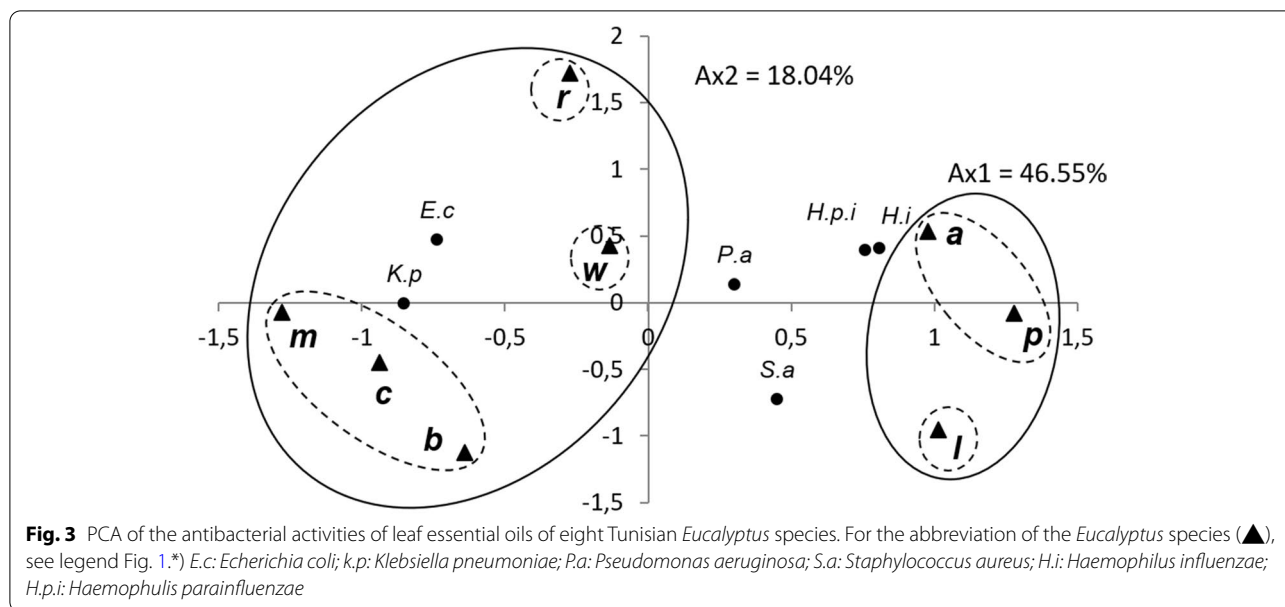 2
Ax2 = 18.04%
r
1,5
1
Ax1 = 46.55%
E.c
H.p.i
H.i
a
0,5
w
P.a
K.p
0
m
p
-1,5
-1
-0,5
0
0,5
1
1,5
c
-0,5
S.a
b
-1
l
-1,5
Fig. 3 PCA of the antibacterial activities of leaf essential oils of eight Tunisian Eucalyptus species. For the abbreviation of the Eucalyptus species (▲),
see legend Fig. 1.*) E.c: Echerichia coli; k.p: Klebsiella pneumoniae; P.a: Pseudomonas aeruginosa; S.a: Staphylococcus aureus; H.i: Haemophilus influenzae;
H.p.i: Haemophulis parainfluenzae